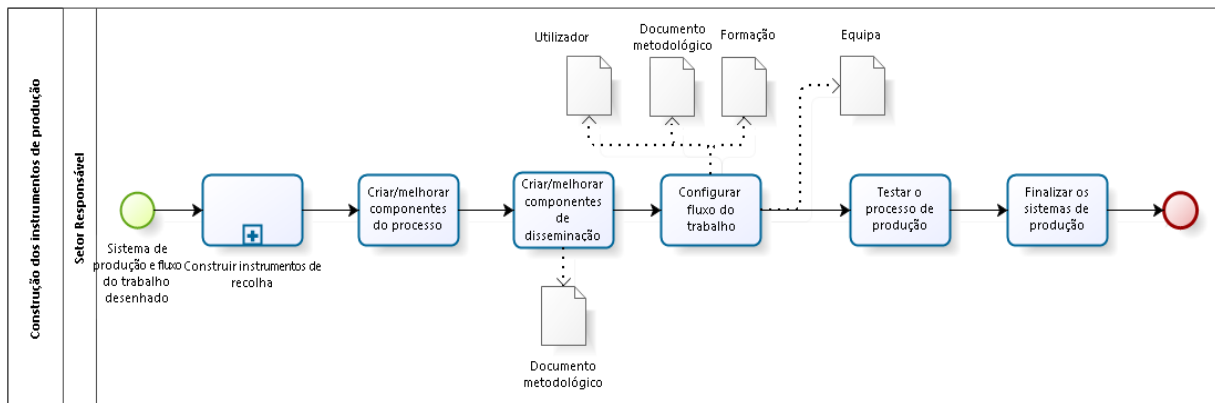 Construção dos instrumentos de produção
Setor Responsável
Sistema de
produção e fluxo
do trabalho
desenhado
Construir instrumentos de
recolha
Criar/melhorar
componentes
do processo
Criar/melhorar
componentes
de
disseminação
Documento
metodológico
Configurar
fluxo do
trabalho
Utilizador
Documento
metodológico
Formação
Equipa
Testar o
processo de
produção
Finalizar os
sistemas de
produção